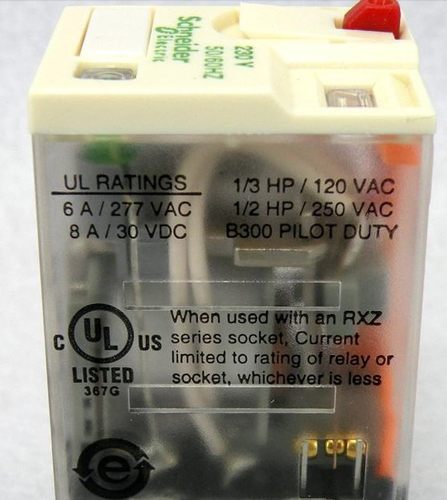 Schneider
Electric
230V
50/60HZ
UL RATINGS
6 A / 277 VAC
8 A / 30 VDC
1/3 HP / 120 VAC
1/2 HP / 250 VAC
B300 PILOT DUTY
C UL US
LISTED
367G
When used with an RXZ
series socket, Current
limited to rating of relay or
socket, whichever is less
e